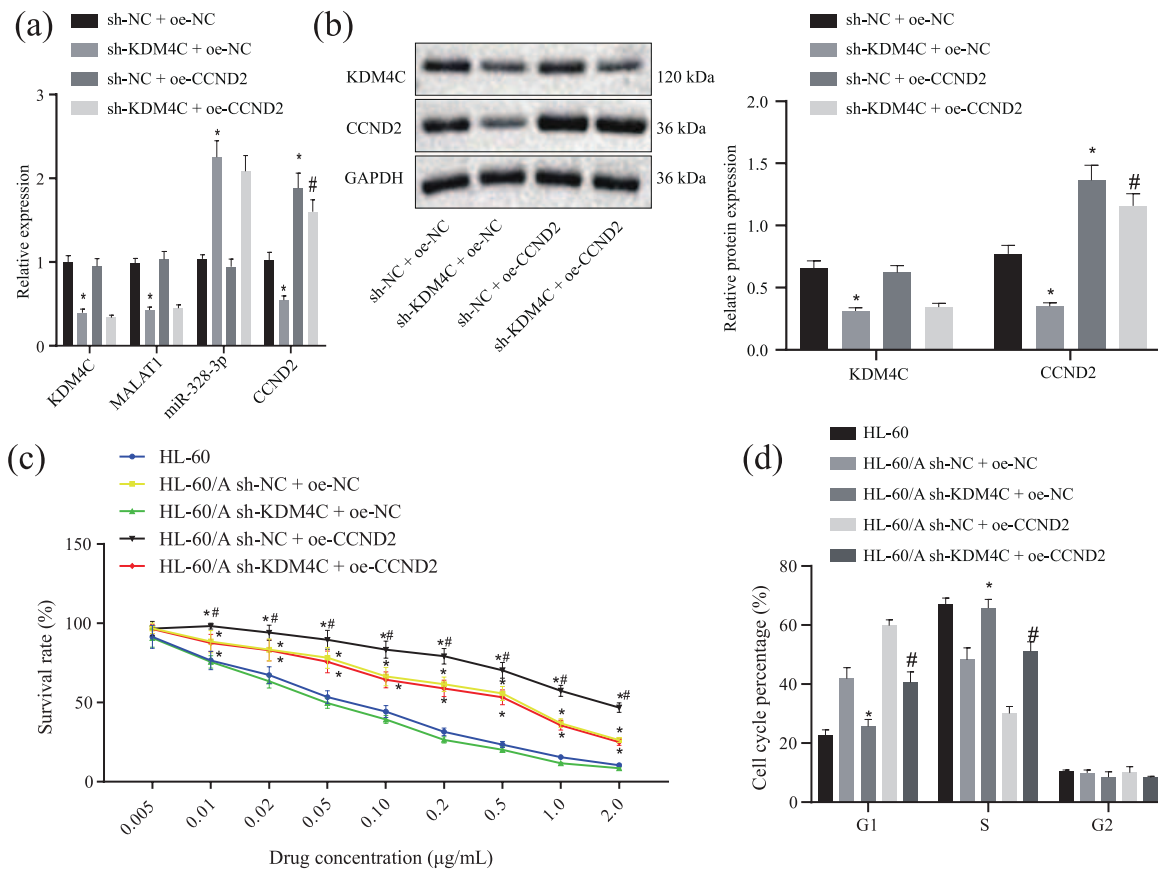 (a)
sh-NC + oe-NC
sh-KDM4C + oe-NC
sh-NC + oe-CCND2
sh-KDM4C + oe-CCND2
Relative expression
3
2
1
0
*
*
*
*
*
#
KDM4C
MALAT1
miR-328-3p
CCND2
(b)
KDM4C
120 kDa
CCND2
36 kDa
GAPDH
36 kDa
sh-NC + oe-NC
sh-KDM4C + oe-NC
sh-NC + oe-CCND2
sh-KDM4C + oe-CCND2
sh-NC + oe-NC
sh-KDM4C + oe-NC
sh-NC + oe-CCND2
sh-KDM4C + oe-CCND2
Relative protein expression
2.0
1.5
1.0
0.5
0.0
*
*
*
#
KDM4C
CCND2
(c)
HL-60
HL-60/A sh-NC + oe-NC
HL-60/A sh-KDM4C + oe-NC
HL-60/A sh-NC + oe-CCND2
HL-60/A sh-KDM4C + oe-CCND2
Survival rate (%)
150
100
50
0
*# *# *# *# *# *# *# *#
* * * * * * * *
* * * * * * * *
0.005
0.01
0.02
0.05
0.10
0.2
0.5
1.0
2.0
Drug concentration (μg/mL)
(d)
HL-60
HL-60/A sh-NC + oe-NC
HL-60/A sh-KDM4C + oe-NC
HL-60/A sh-NC + oe-CCND2
HL-60/A sh-KDM4C + oe-CCND2
Cell cycle percentage (%)
80
60
40
20
0
*
#
*
#
G1
S
G2